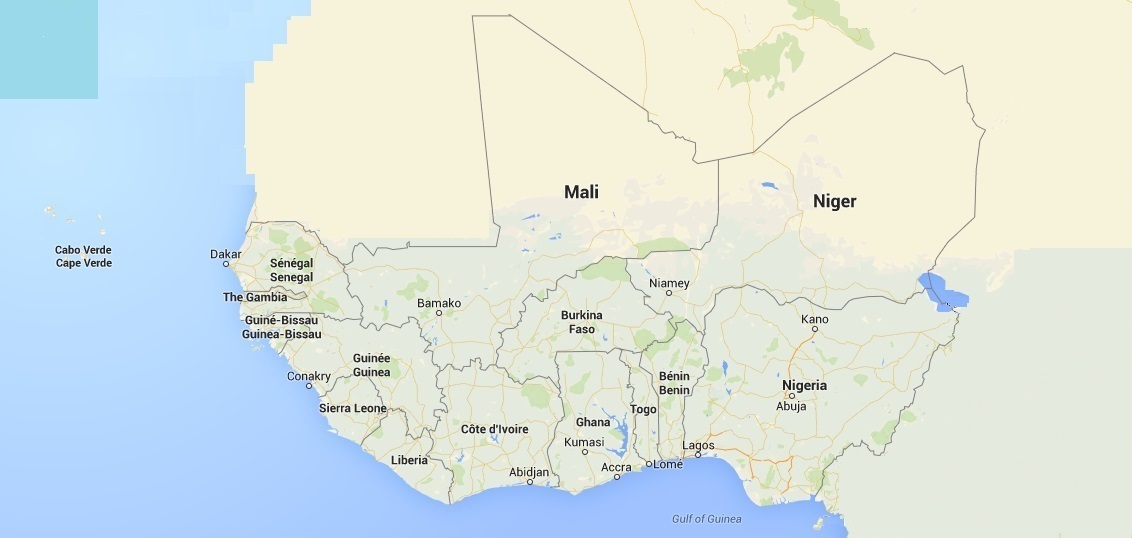 Mali
Niger
Cabo Verde
Cape Verde
Dakar
Sénégal
Senegal
Niamey
The Gambia
Bamako
Guiné-Bissau
Guinea-Bissau
Burkina
Faso
Kano
Guinée
Guinea
Conakry
Bénin
Benin
Nigeria
Abuja
Sierra Leone
Togo
Ghana
Côte d'Ivoire
Kumasi
Lagos
Liberia
Abidjan
Accra
Lome
Gulf of Guinea